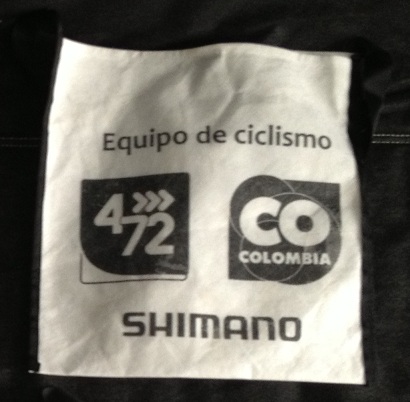 Equipo de ciclismo
4>>>
72
CO
COLOMBIA
SHIMANO